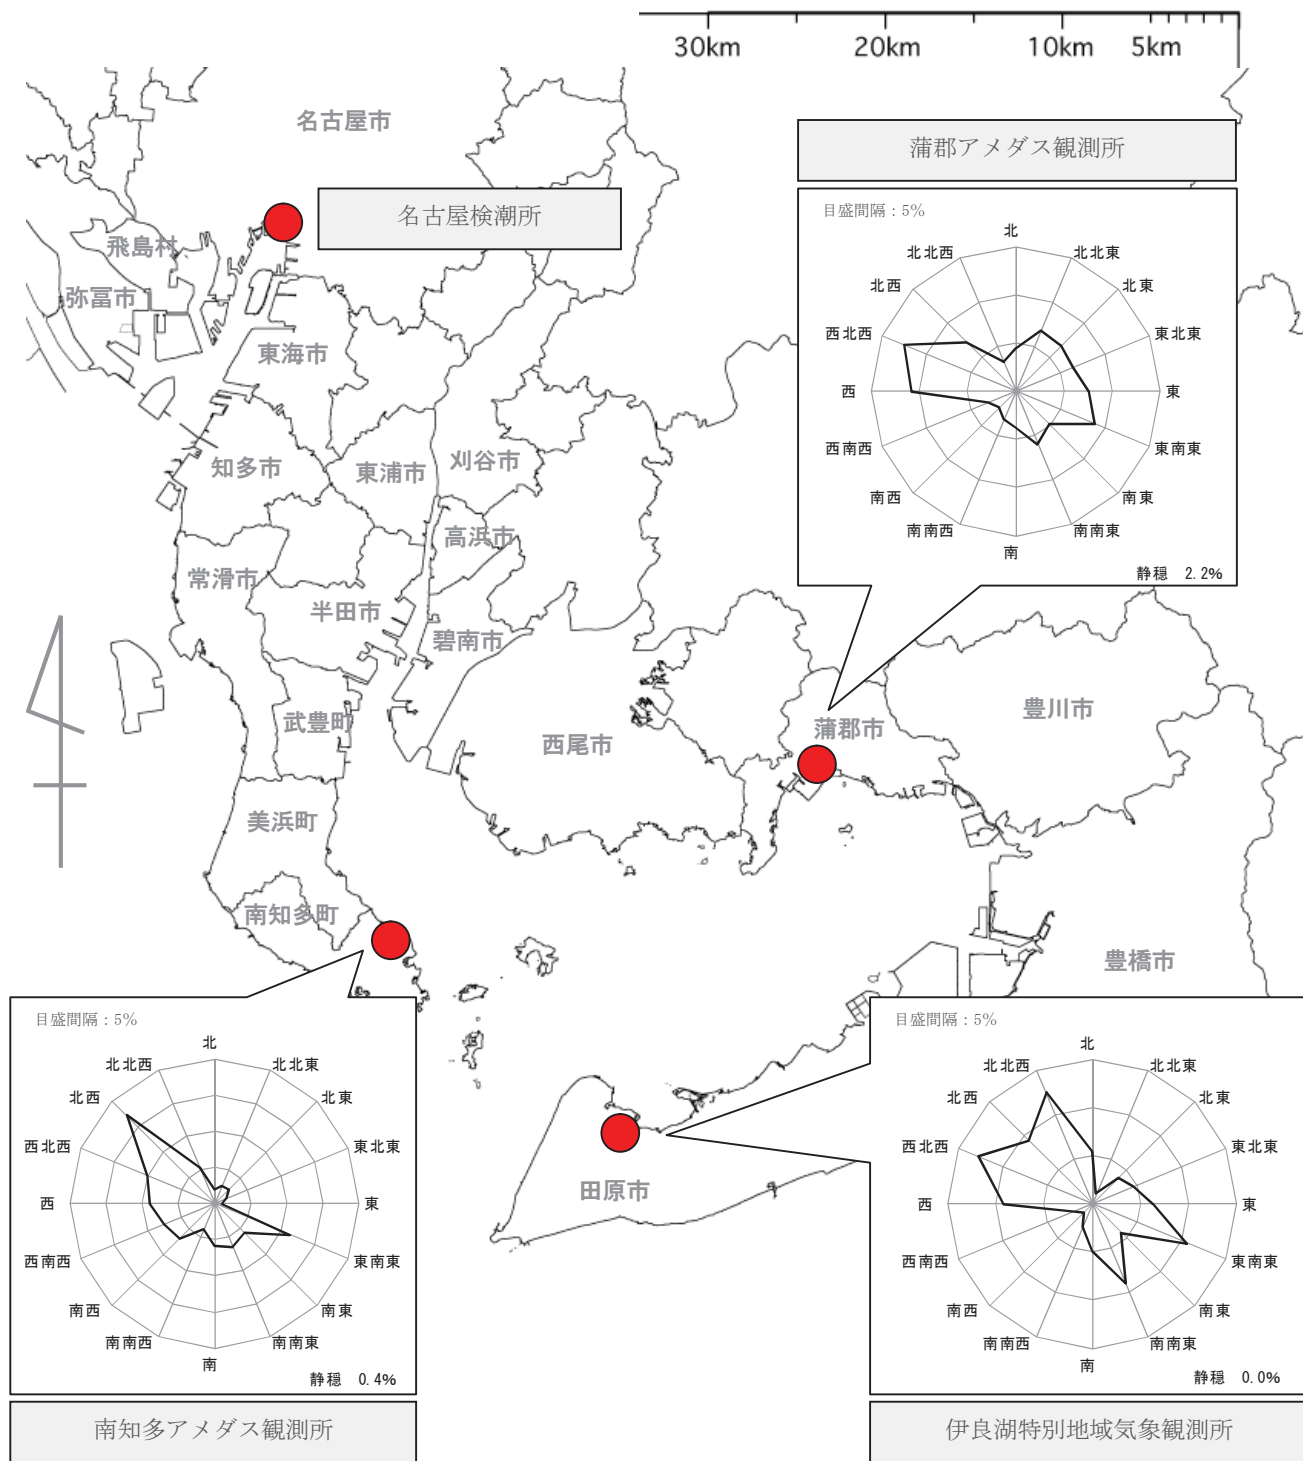 30km
20km
10km
5km
名古屋市
蒲郡アメダス観測所
名古屋検潮所
飛島村
弥冨市
東海市
知多市
東浦市
刈谷市
高浜市
常滑市
半田市
碧南市
武豊町
西尾市
蒲郡市
豊川市
美浜町
南知多町
豊橋市
田原市
目盛間隔：5％
北
北北東
北東
東北東
東
東南東
南東
南南東
南
南南西
南西
西南西
西
西北西
北西
北北西
静穏 2.2%
目盛間隔：5％
北
北北東
北東
東北東
東
東南東
南東
南南東
南
南南西
南西
西南西
西
西北西
北西
北北西
静穏 0.4%
南知多アメダス観測所
目盛間隔：5％
北
北北東
北東
東北東
東
東南東
南東
南南東
南
南南西
南西
西南西
西
西北西
北西
北北西
静穏 0.0%
伊良湖特別地域気象観測所